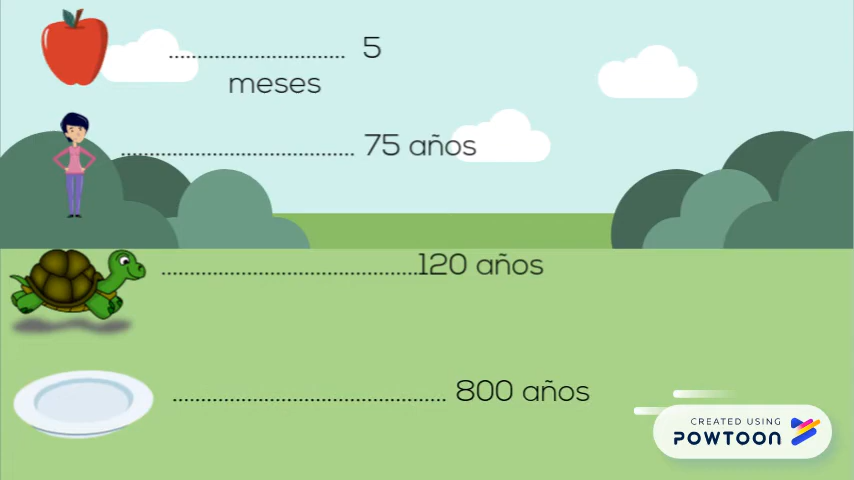 ............................ 5
meses
..................................... 75 años
.........................................120 años
........................................... 800 años
CREATED USING
POWTOON